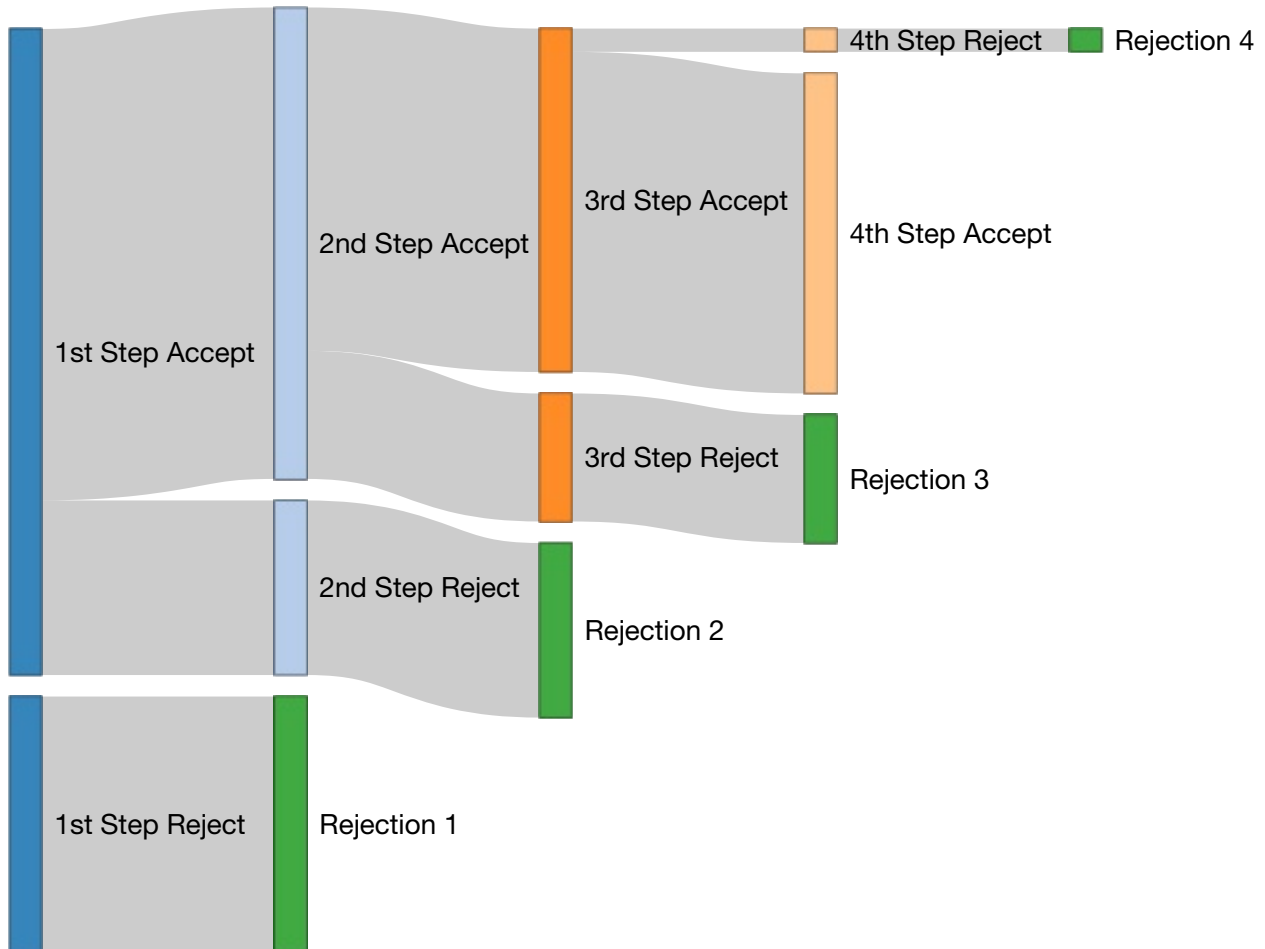 4th Step Reject
Rejection 4
3rd Step Accept
4th Step Accept
2nd Step Accept
1st Step Accept
3rd Step Reject
Rejection 3
2nd Step Reject
Rejection 2
1st Step Reject
Rejection 1